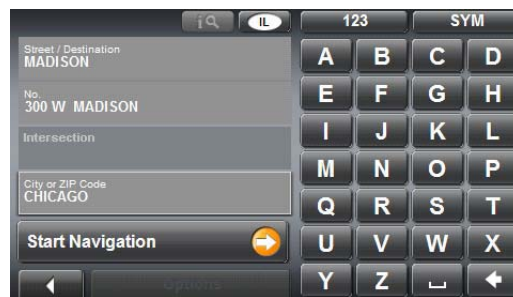 i
IL
123
SYM
Street / Destination
MADISON
No.
300 W MADISON
Intersection
City or ZIP Code
CHICAGO
Start Navigation
Options
A B C D
E F G H
I J K L
M N O P
Q R S T
U V W X
Y Z